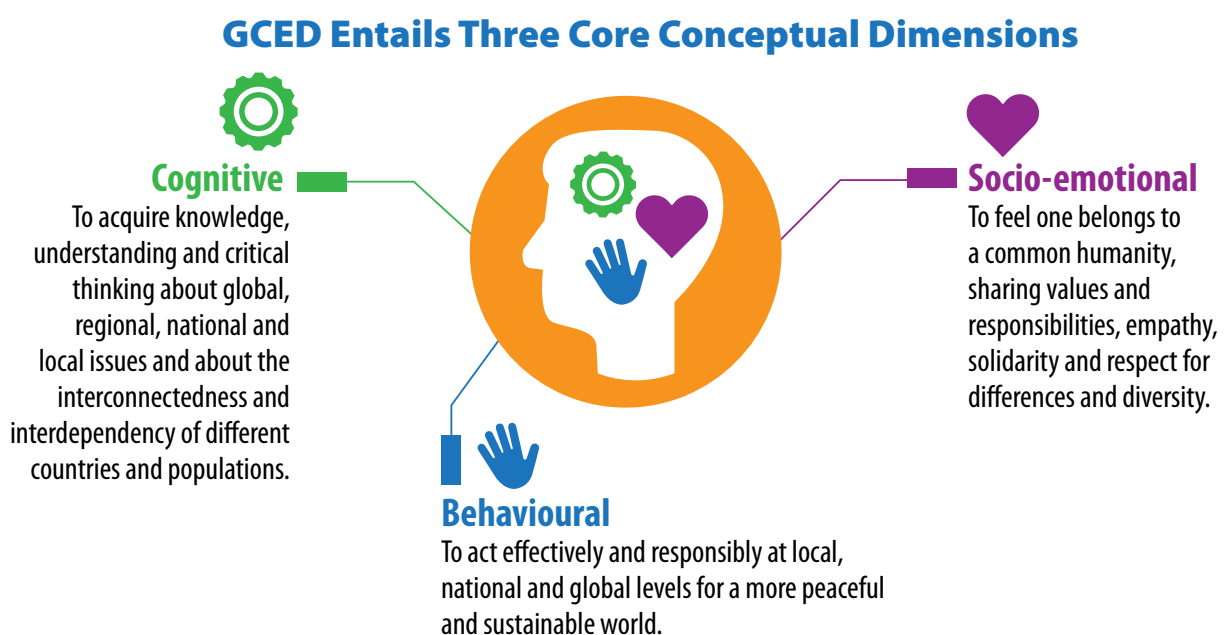 GCED Entails Three Core Conceptual Dimensions
Cognitive
To acquire knowledge,
understanding and critical
thinking about global,
regional, national and
local issues and about the
interconnectedness and
interdependency of different
countries and populations.
Socio-emotional
To feel one belongs to
a common humanity,
sharing values and
responsibilities, empathy,
solidarity and respect for
differences and diversity.
Behavioural
To act effectively and responsibly at local,
national and global levels for a more peaceful
and sustainable world.